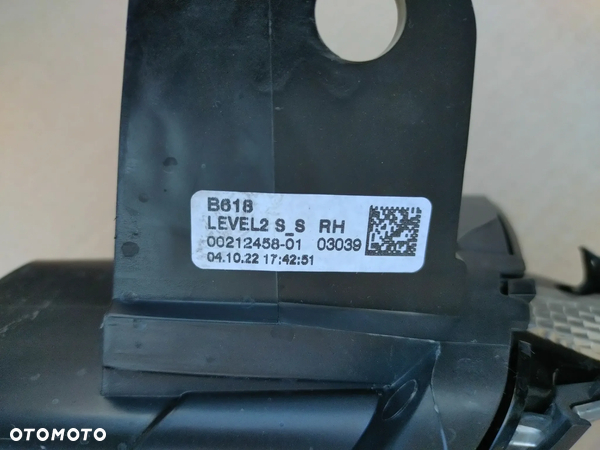 B618
LEVEL2 S_S RH
00212458-01 03039
04.10.22 17:42:51
OTOMOTO